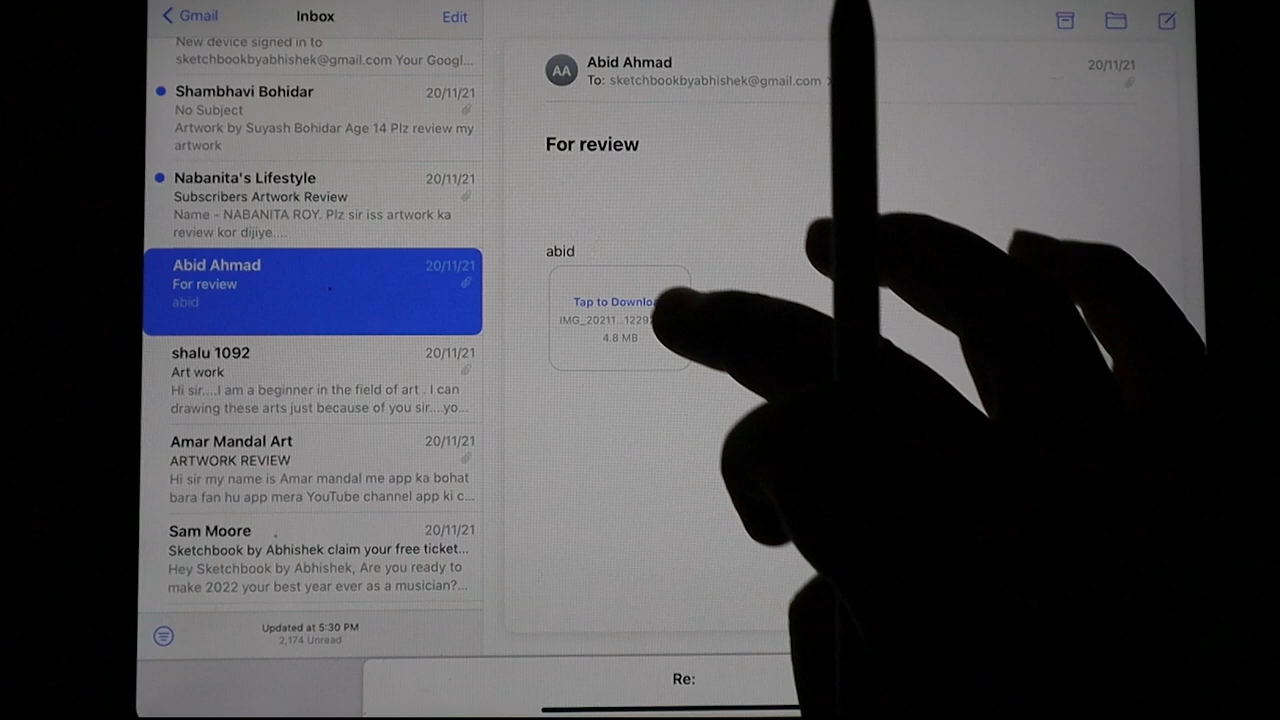 Gmail
Inbox
Edit
New device signed in to
sketchbookbyabhishek@gmail.com Your Googl...
Shambhavi Bohidar
20/11/21
No Subject
Artwork by Suyash Bohidar Age 14 Plz review my
artwork
Nabanita's Lifestyle
20/11/21
Subscribers Artwork Review
Name - NABANITA ROY. Plz sir iss artwork ka
review kor dijiye....
Abid Ahmad
20/11/21
For review
abid
shalu 1092
20/11/21
Art work
Hi sir....I am a beginner in the field of art . I can
drawing these arts just because of you sir....yo...
Amar Mandal Art
20/11/21
ARTWORK REVIEW
Hi sir my name is Amar mandal me app ka bohat
bara fan hu app mera YouTube channel app ki c...
Sam Moore
20/11/21
Sketchbook by Abhishek claim your free ticket...
Hey Sketchbook by Abhishek, Are you ready to
make 2022 your best year ever as a musician?...
Updated at 5:30 PM
2,174 Unread
AA
Abid Ahmad
20/11/21
To: sketchbookbyabhishek@gmail.com
For review
abid
Tap to
IMG_20211...1229
4.8 MB
Re: